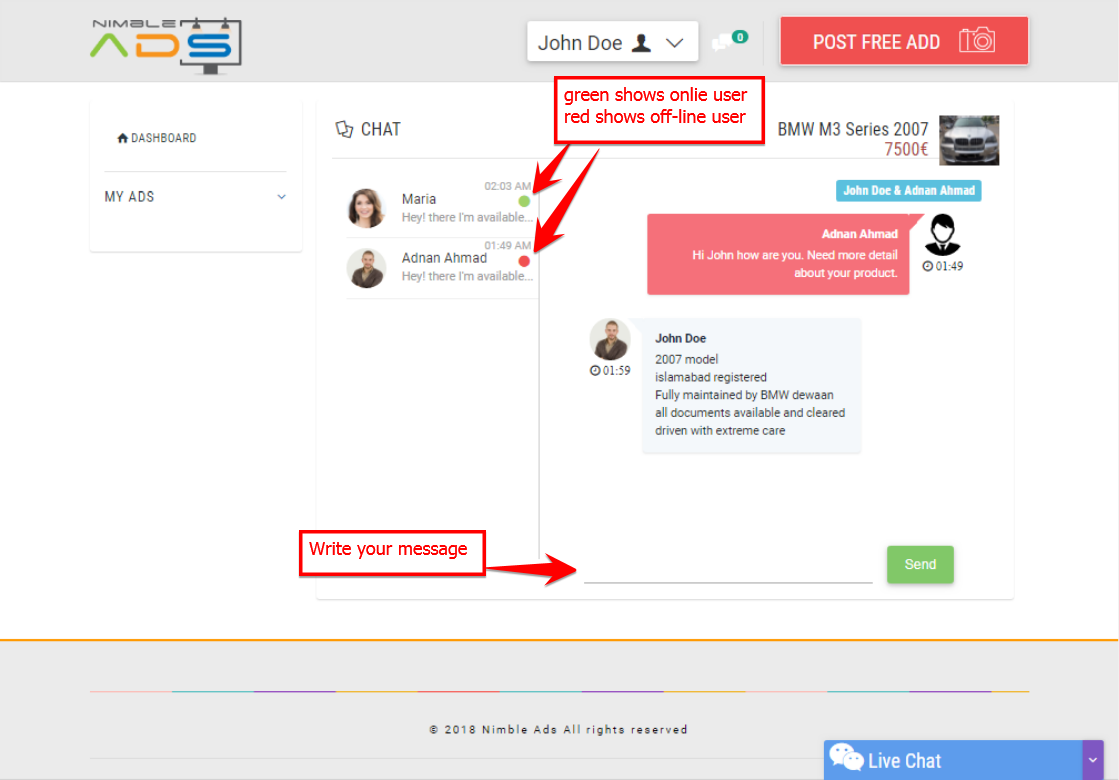 NIMBLE
ADS
John Doe
0
POST FREE ADD
green shows onlie user
red shows off-line user
DASHBOARD
MY ADS
CHAT
BMW M3 Series 2007
7500€
02:03 AM
Maria
Hey! there I'm available...
01:49 AM
Adnan Ahmad
Hey! there I'm available...
John Doe & Adnan Ahmad
Adnan Ahmad
Hi John how are you. Need more detail
about your product.
01:49
John Doe
2007 model
islamabad registered
Fully maintained by BMW dewaan
all documents available and cleared
driven with extreme care
01:59
Write your message
Send
© 2018 Nimble Ads All rights reserved
Live Chat